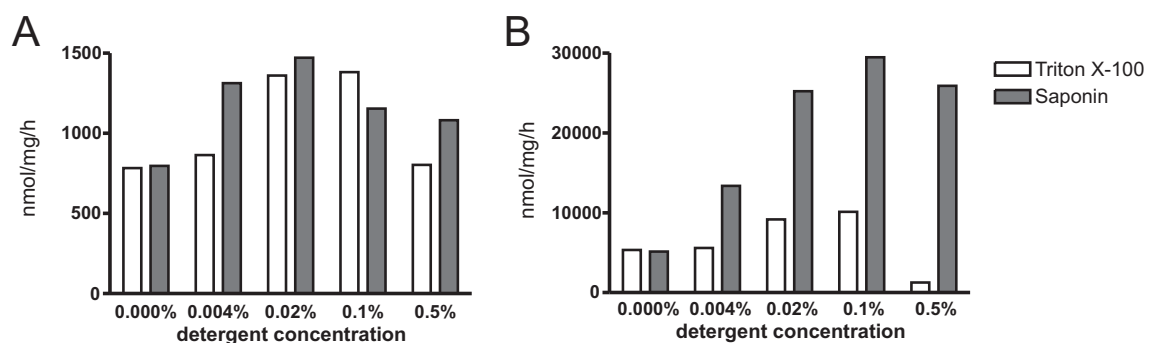 A
nmol/mg/h
1500
1000
500
0
0.000% 0.004% 0.02% 0.1% 0.5%
detergent concentration
B
nmol/mg/h
30000
20000
10000
0
0.000% 0.004% 0.02% 0.1% 0.5%
detergent concentration
Triton X-100
Saponin